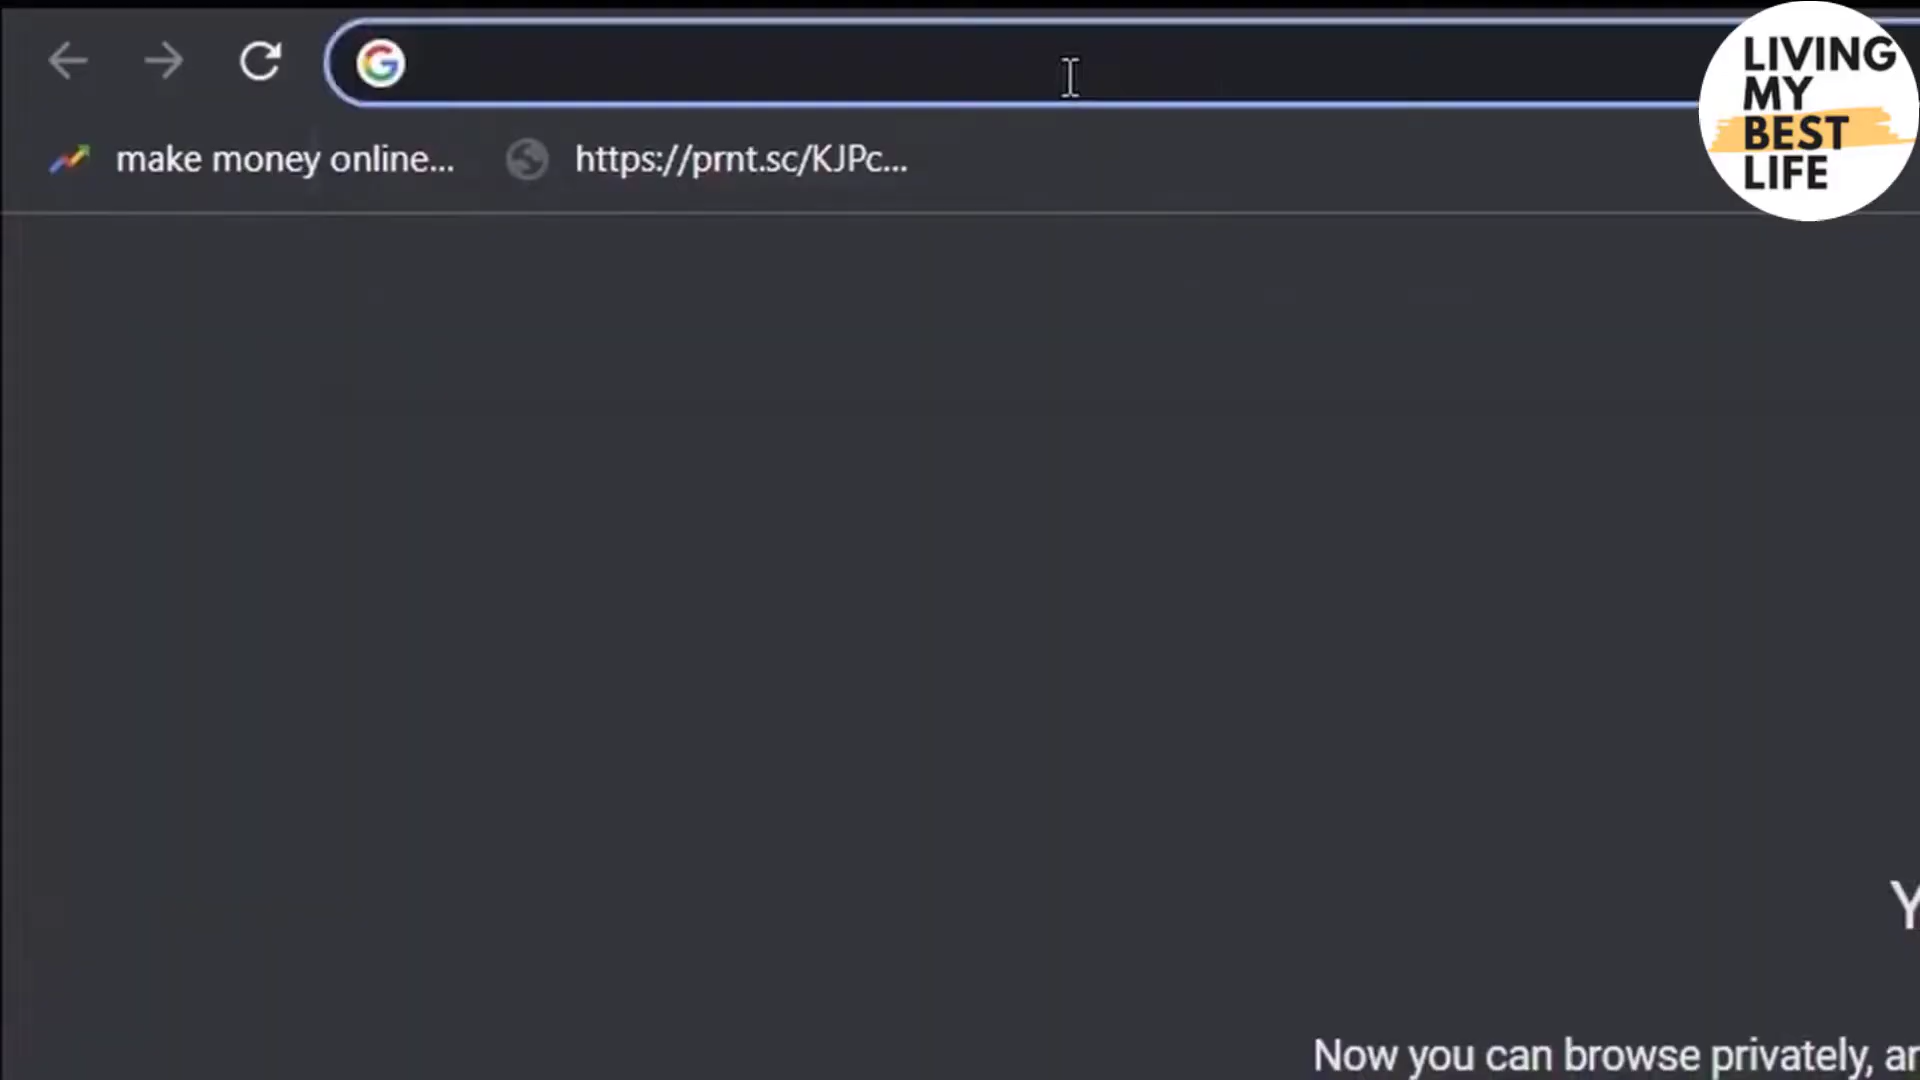 LIVING
MY
BEST
LIFE
make money online...
https://prnt.sc/KJPc...
Y
Now you can browse privately, ar